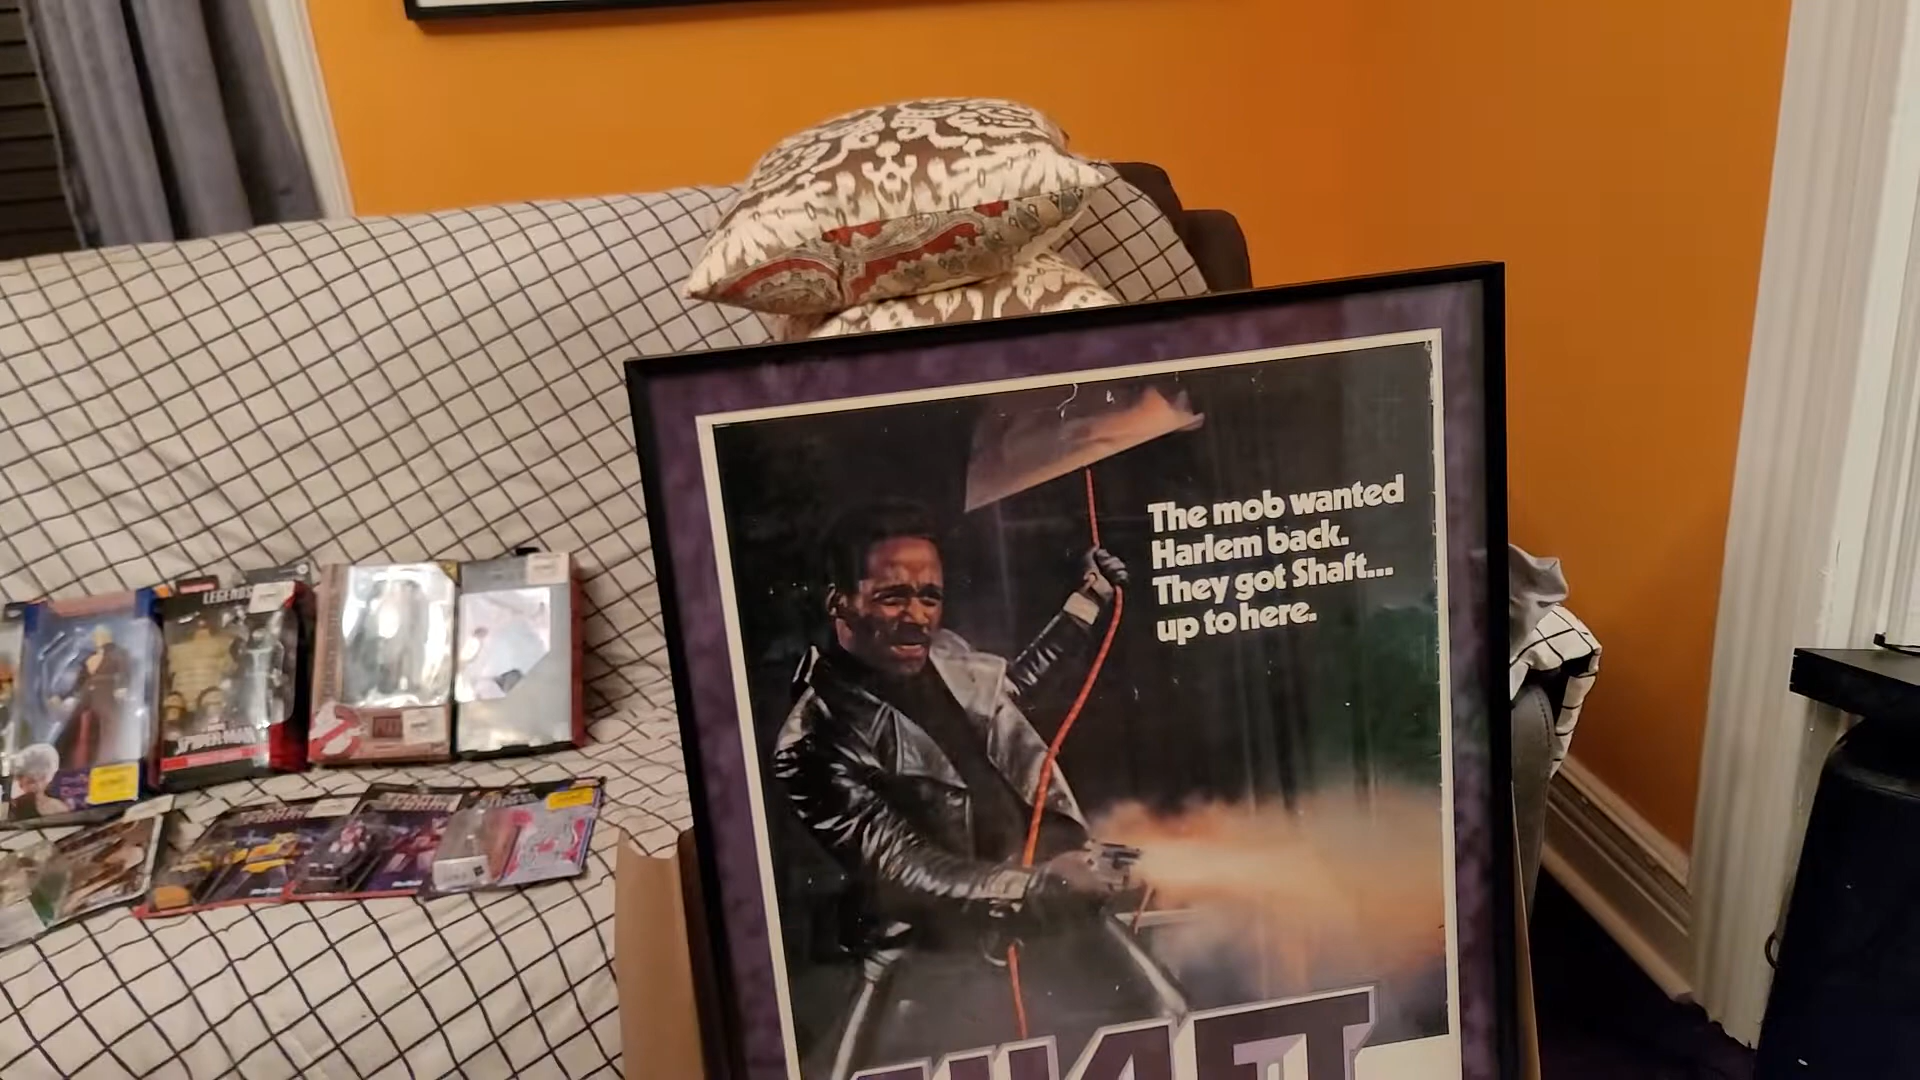 The mob wanted
Harlem back.
They got Shaft...
up to here.
SHAFT
LEGENDS
SPIDER-MAN